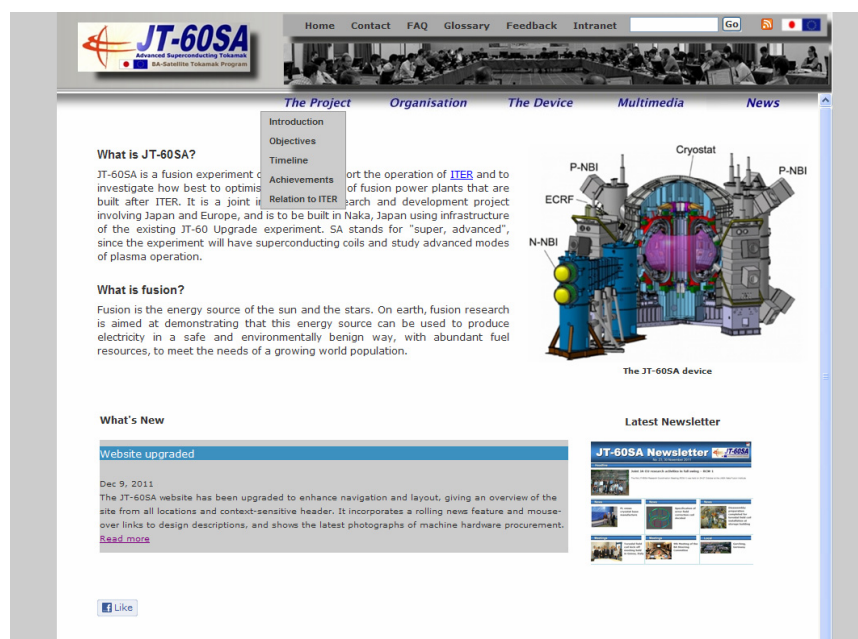 JT-60SA
Advanced Superconducting Tokamak
BA-Satellite Tokamak Program
Home Contact FAQ Glossary Feedback Intranet Go
The Project Organisation The Device Multimedia News
Introduction
Objectives
Timeline
Achievements
Relation to ITER
What is JT-60SA?
JT-60SA is a fusion experiment ort the operation of ITER and to
investigate how best to optimis of fusion power plants that are
built after ITER. It is a joint in earch and development project
involving Japan and Europe, and is to be built in Naka, Japan using infrastructure
of the existing JT-60 Upgrade experiment. SA stands for "super, advanced",
since the experiment will have superconducting coils and study advanced modes
of plasma operation.
What is fusion?
Fusion is the energy source of the sun and the stars. On earth, fusion research
is aimed at demonstrating that this energy source can be used to produce
electricity in a safe and environmentally benign way, with abundant fuel
resources, to meet the needs of a growing world population.
Cryostat
P-NBI
P-NBI
ECRF
N-NBI
The JT-60SA device
What's New
Website upgraded
Dec 9, 2011
The JT-60SA website has been upgraded to enhance navigation and layout, giving an overview of the
site from all locations and context-sensitive header. It incorporates a rolling news feature and mouse-
over links to design descriptions, and shows the latest photographs of machine hardware procurement.
Read more
Latest Newsletter
JT-60SA Newsletter
JT-60SA
Like